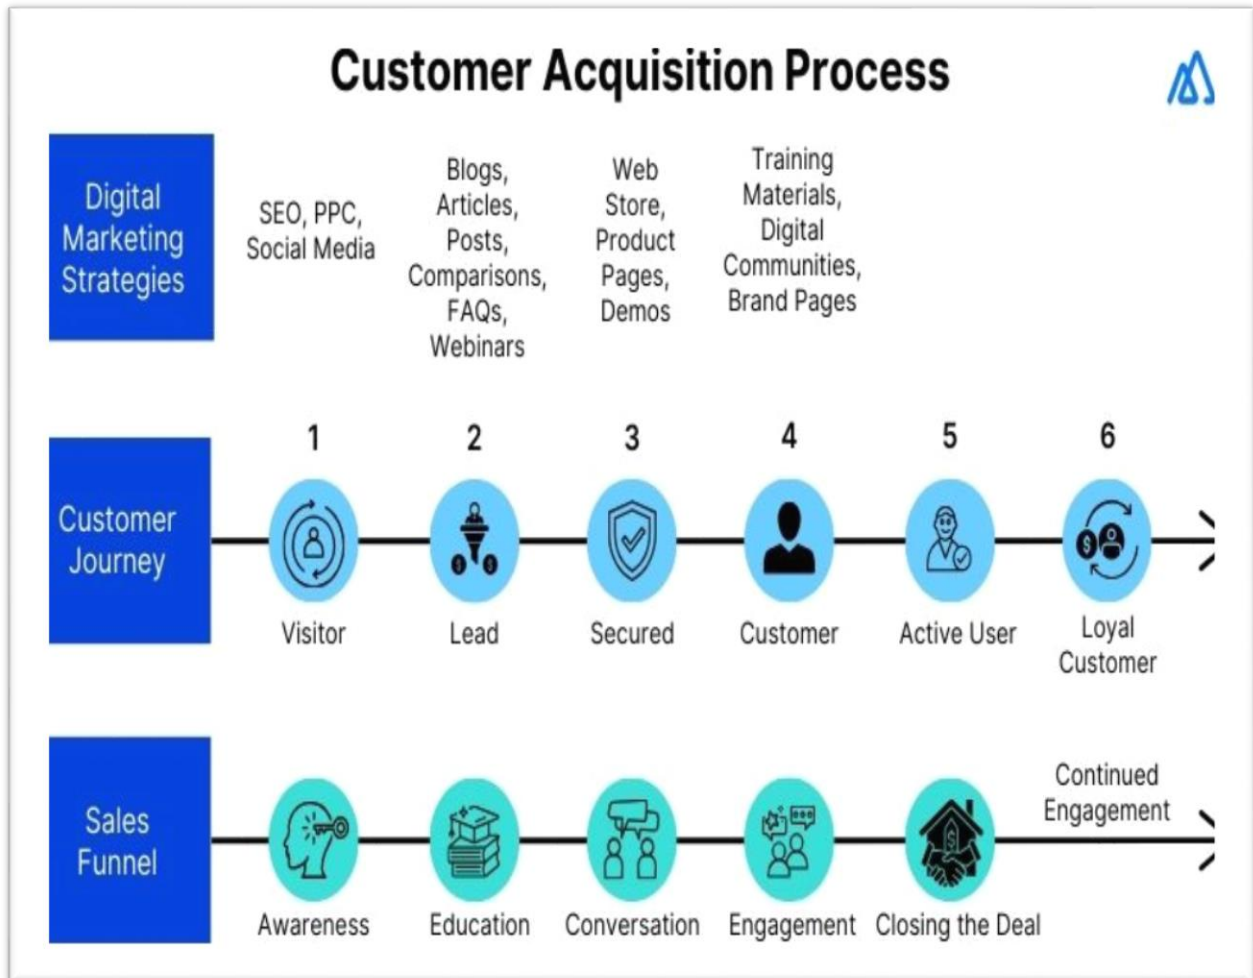 Customer Acquisition Process
Digital
Marketing
Strategies
SEO, PPC,
Social Media
Blogs,
Articles,
Posts,
Comparisons,
FAQs,
Webinars
Web
Store,
Product
Pages,
Demos
Training
Materials,
Digital
Communities,
Brand Pages
Customer
Journey
1
2
3
4
5
6
$
$
$
Visitor
Lead
Secured
Customer
Active User
Loyal
Customer
Sales
Funnel
$
Continued
Engagement
Awareness
Education
Conversation
Engagement
Closing the Deal